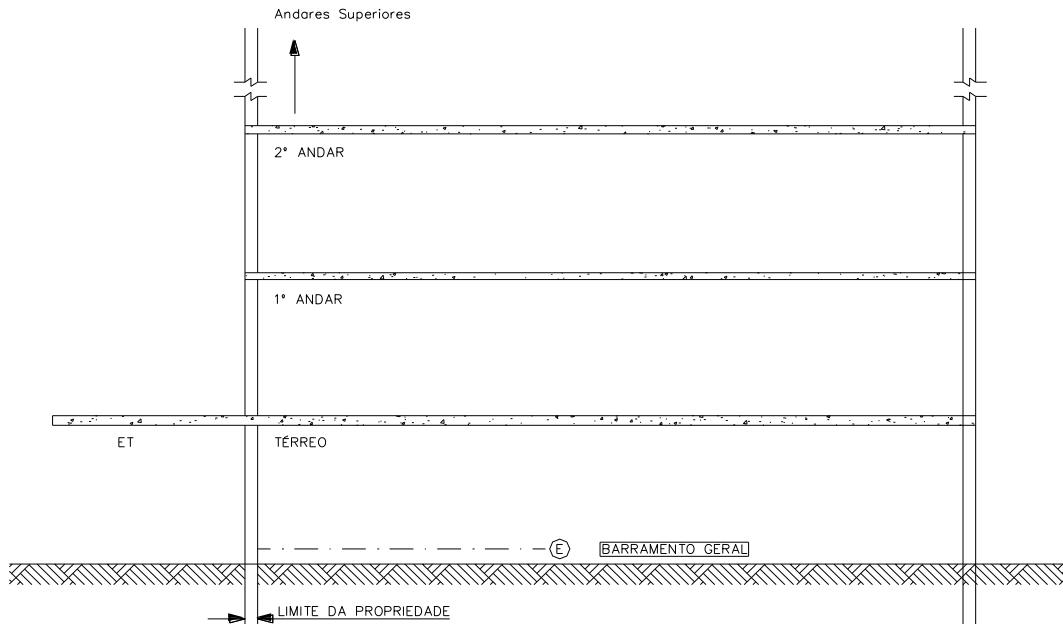 Andares Superiores
2° ANDAR
1° ANDAR
ET
TÉRREO
E
BARRAMENTO GERAL
LIMITE DA PROPRIEDADE